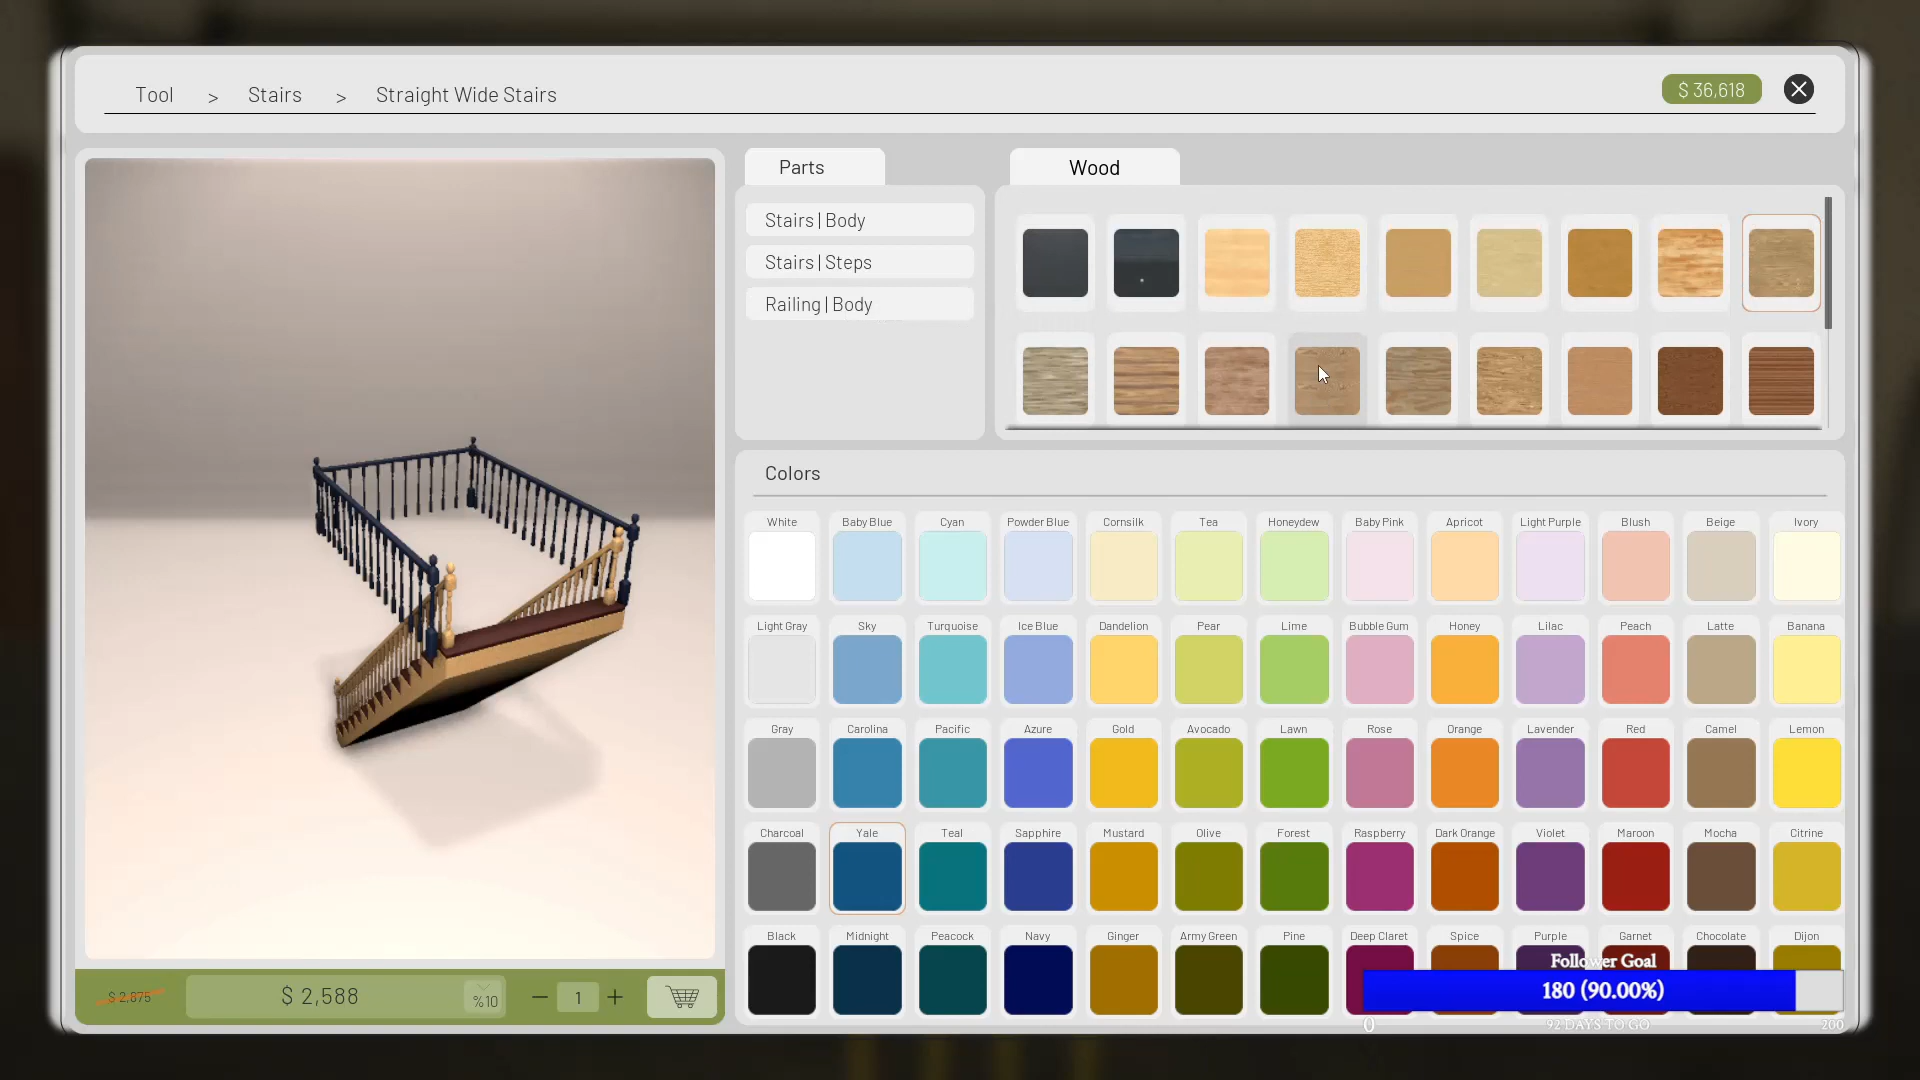 Tool > Stairs > Straight Wide Stairs
$ 36,618
Parts
Wood
Stairs | Body
Stairs | Steps
Railing | Body
Colors
White Baby Blue Cyan Powder Blue Cornsilk Tea Honeydew Baby Pink Apricot Light Purple Blush Beige Ivory
Light Gray Sky Turquoise Ice Blue Dandelion Pear Lime Bubble Gum Honey Lilac Peach Latte Banana
Gray Carolina Pacific Azure Gold Avocado Lawn Rose Orange Lavender Red Camel Lemon
Charcoal Yale Teal Sapphire Mustard Olive Forest Raspberry Dark Orange Violet Maroon Mocha Citrine
Black Midnight Peacock Navy Ginger Army Green Pine Deep Claret Spice Purple Garnet Chocolate Dijon
Follower Goal
180 (90.00%)
0 92 DAYS TO GO 200
$ 2,875 $ 2,588 %10 − 1 +